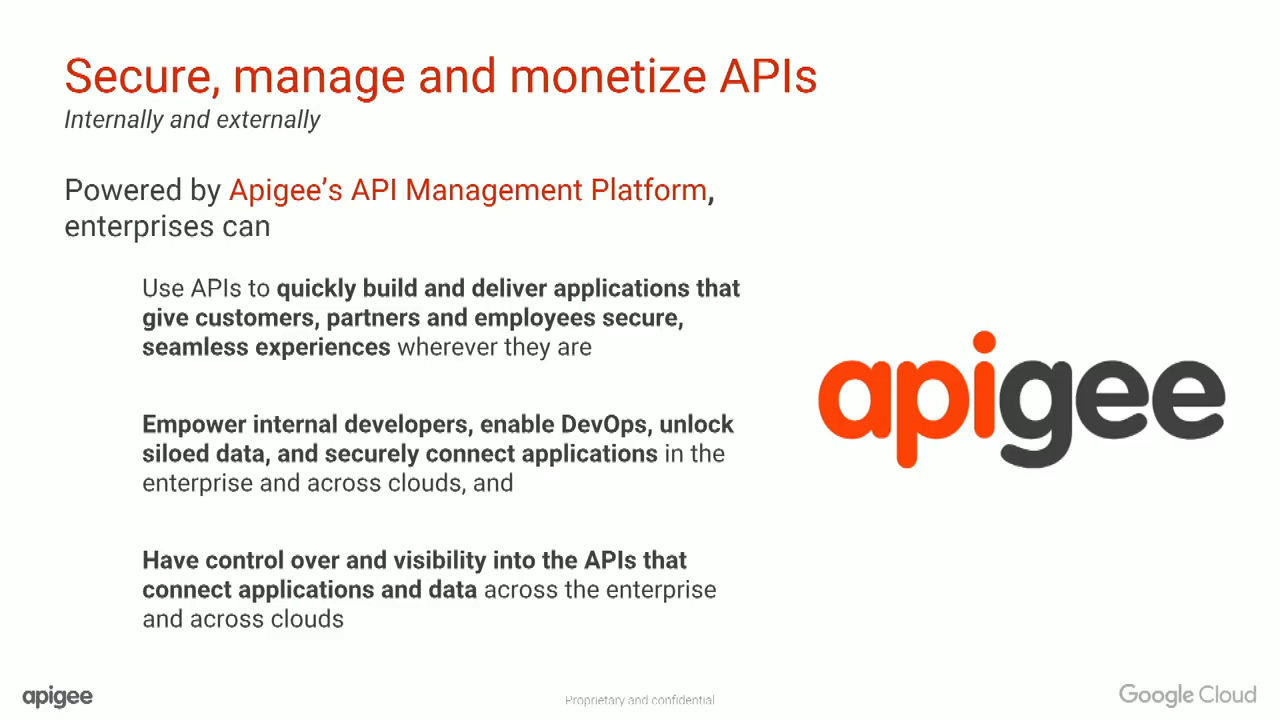 Secure, manage and monetize APIs
Internally and externally
Powered by Apigee’s API Management Platform,
enterprises can
Use APIs to quickly build and deliver applications that
give customers, partners and employees secure,
seamless experiences wherever they are
Empower internal developers, enable DevOps, unlock
siloed data, and securely connect applications in the
enterprise and across clouds, and
Have control over and visibility into the APIs that
connect applications and data across the enterprise
and across clouds
apigee
apigee
Proprietary and confidential
Google Cloud